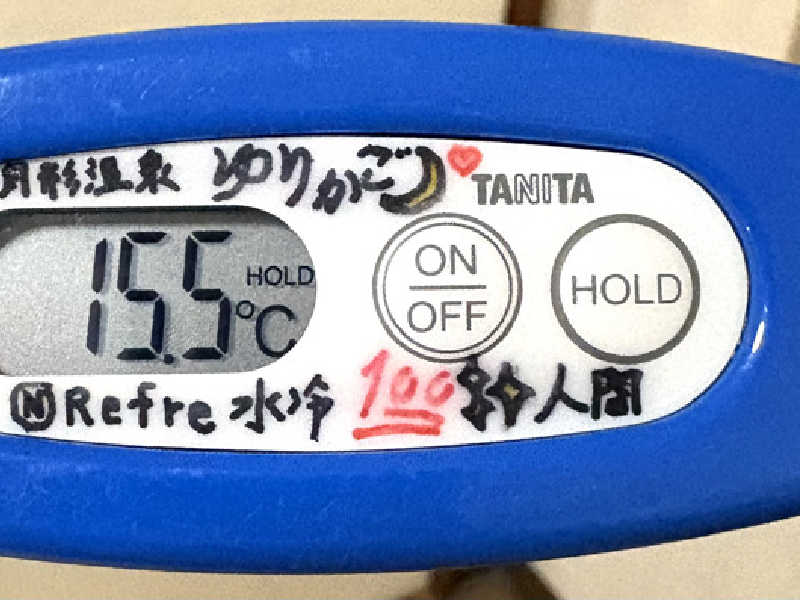 月形温泉 ゆりかご TANITA
15.5 °C HOLD
ON OFF
HOLD
N Refre 水冷 100 人間